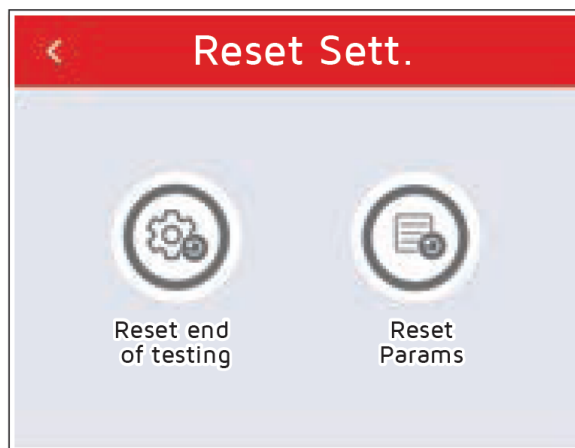 Reset Sett.
Reset end
of testing
Reset
Params